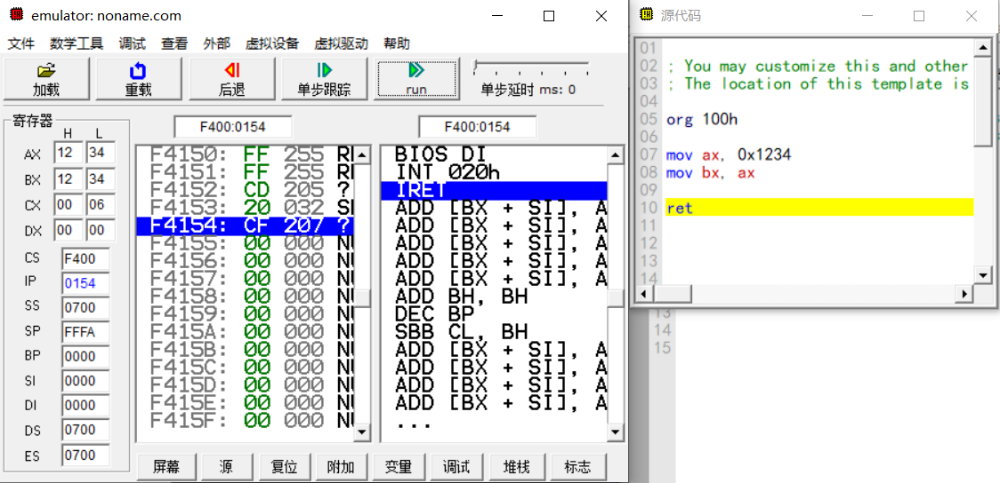 emulator: noname.com
文件 数学工具 调试 查看 外部 虚拟设备 虚拟驱动 帮助
加载 重载 后退 单步跟踪 run 单步延时 ms: 0
寄存器
H L
AX 12 34
BX 12 34
CX 00 06
DX 00 00
CS F400
IP 0154
SS 0700
SP FFFA
BP 0000
SI 0000
DI 0000
DS 0700
ES 0700
F400:0154
F4150: FF 255
F4151: FF 255
F4152: CD 205 ?
F4153: 20 032
F4154: CF 207 ?
F4155: 00 000
F4156: 00 000
F4157: 00 000
F4158: 00 000
F4159: 00 000
F415A: 00 000
F415B: 00 000
F415C: 00 000
F415D: 00 000
F415E: 00 000
F415F: 00 000
F400:0154
BIOS DI
INT 020h
IRET
ADD [BX + SI], A
ADD [BX + SI], A
ADD [BX + SI], A
ADD [BX + SI], A
ADD [BX + SI], A
ADD BH, BH
DEC BP
SBB CL, BH
ADD [BX + SI], A
ADD [BX + SI], A
ADD [BX + SI], A
ADD [BX + SI], A
...
屏幕 源 复位 附加 变量 调试 堆栈 标志
源代码
01
02 ; You may customize this and other
03 ; The location of this template is
04
05 org 100h
06
07 mov ax, 0x1234
08 mov bx, ax
09
10 ret
11
12
13
14
13
14
15